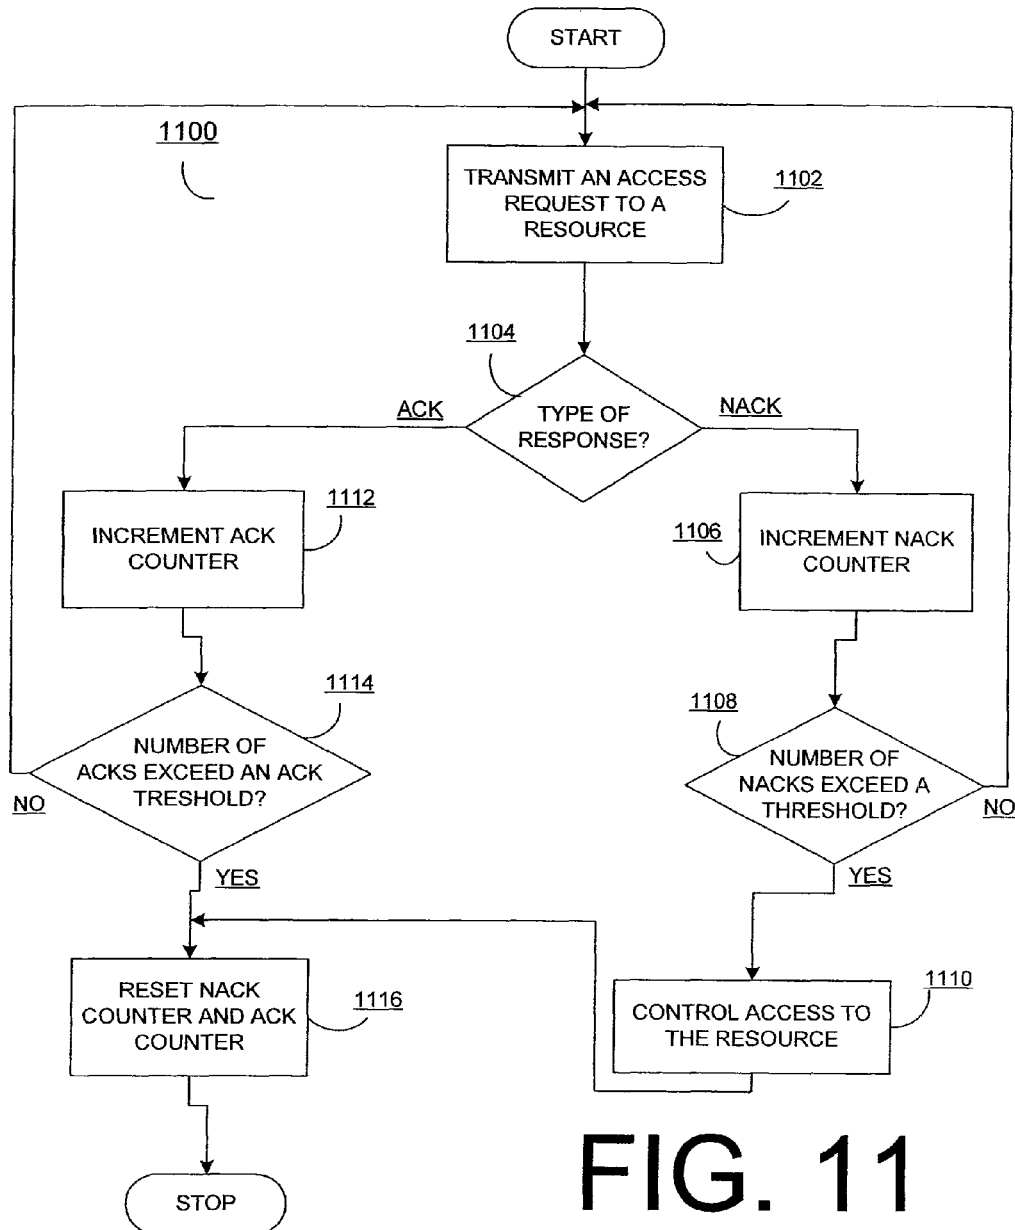 START
1100
TRANSMIT AN ACCESS
REQUEST TO A
RESOURCE
1102
1104
TYPE OF
RESPONSE?
ACK
NACK
INCREMENT ACK
COUNTER
1112
1106
INCREMENT NACK
COUNTER
1114
NUMBER OF
ACKS EXCEED AN ACK
TRESHOLD?
NO
YES
1108
NUMBER OF
NACKS EXCEED A
THRESHOLD?
NO
YES
RESET NACK
COUNTER AND ACK
COUNTER
1116
CONTROL ACCESS TO
THE RESOURCE
1110
STOP
FIG. 11